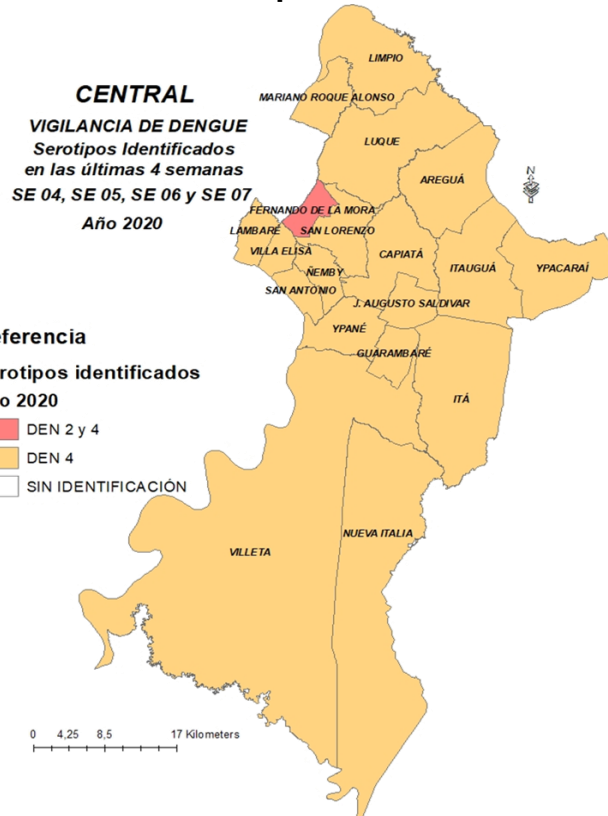 CENTRAL
VIGILANCIA DE DENGUE
Serotipos Identificados
en las últimas 4 semanas
SE 04, SE 05, SE 06 y SE 07
Año 2020
LIMPIO
MARIANO ROQUE ALONSO
LUQUE
AREGUÁ
N
FERNANDO DE LA MORA
LAMBARÉ
SAN LORENZO
VILLA ELISA
CAPIATÁ
ITAUGUÁ
YPACARAÍ
ÑEMBY
SAN ANTONIO
J. AUGUSTO SALDIVAR
YPANÉ
GUARAMBARÉ
ITÁ
NUEVA ITALIA
VILLETA
eferencia
rotipos identificados
o 2020
DEN 2 y 4
DEN 4
SIN IDENTIFICACIÓN
0 4,25 8,5 17 Kilometers